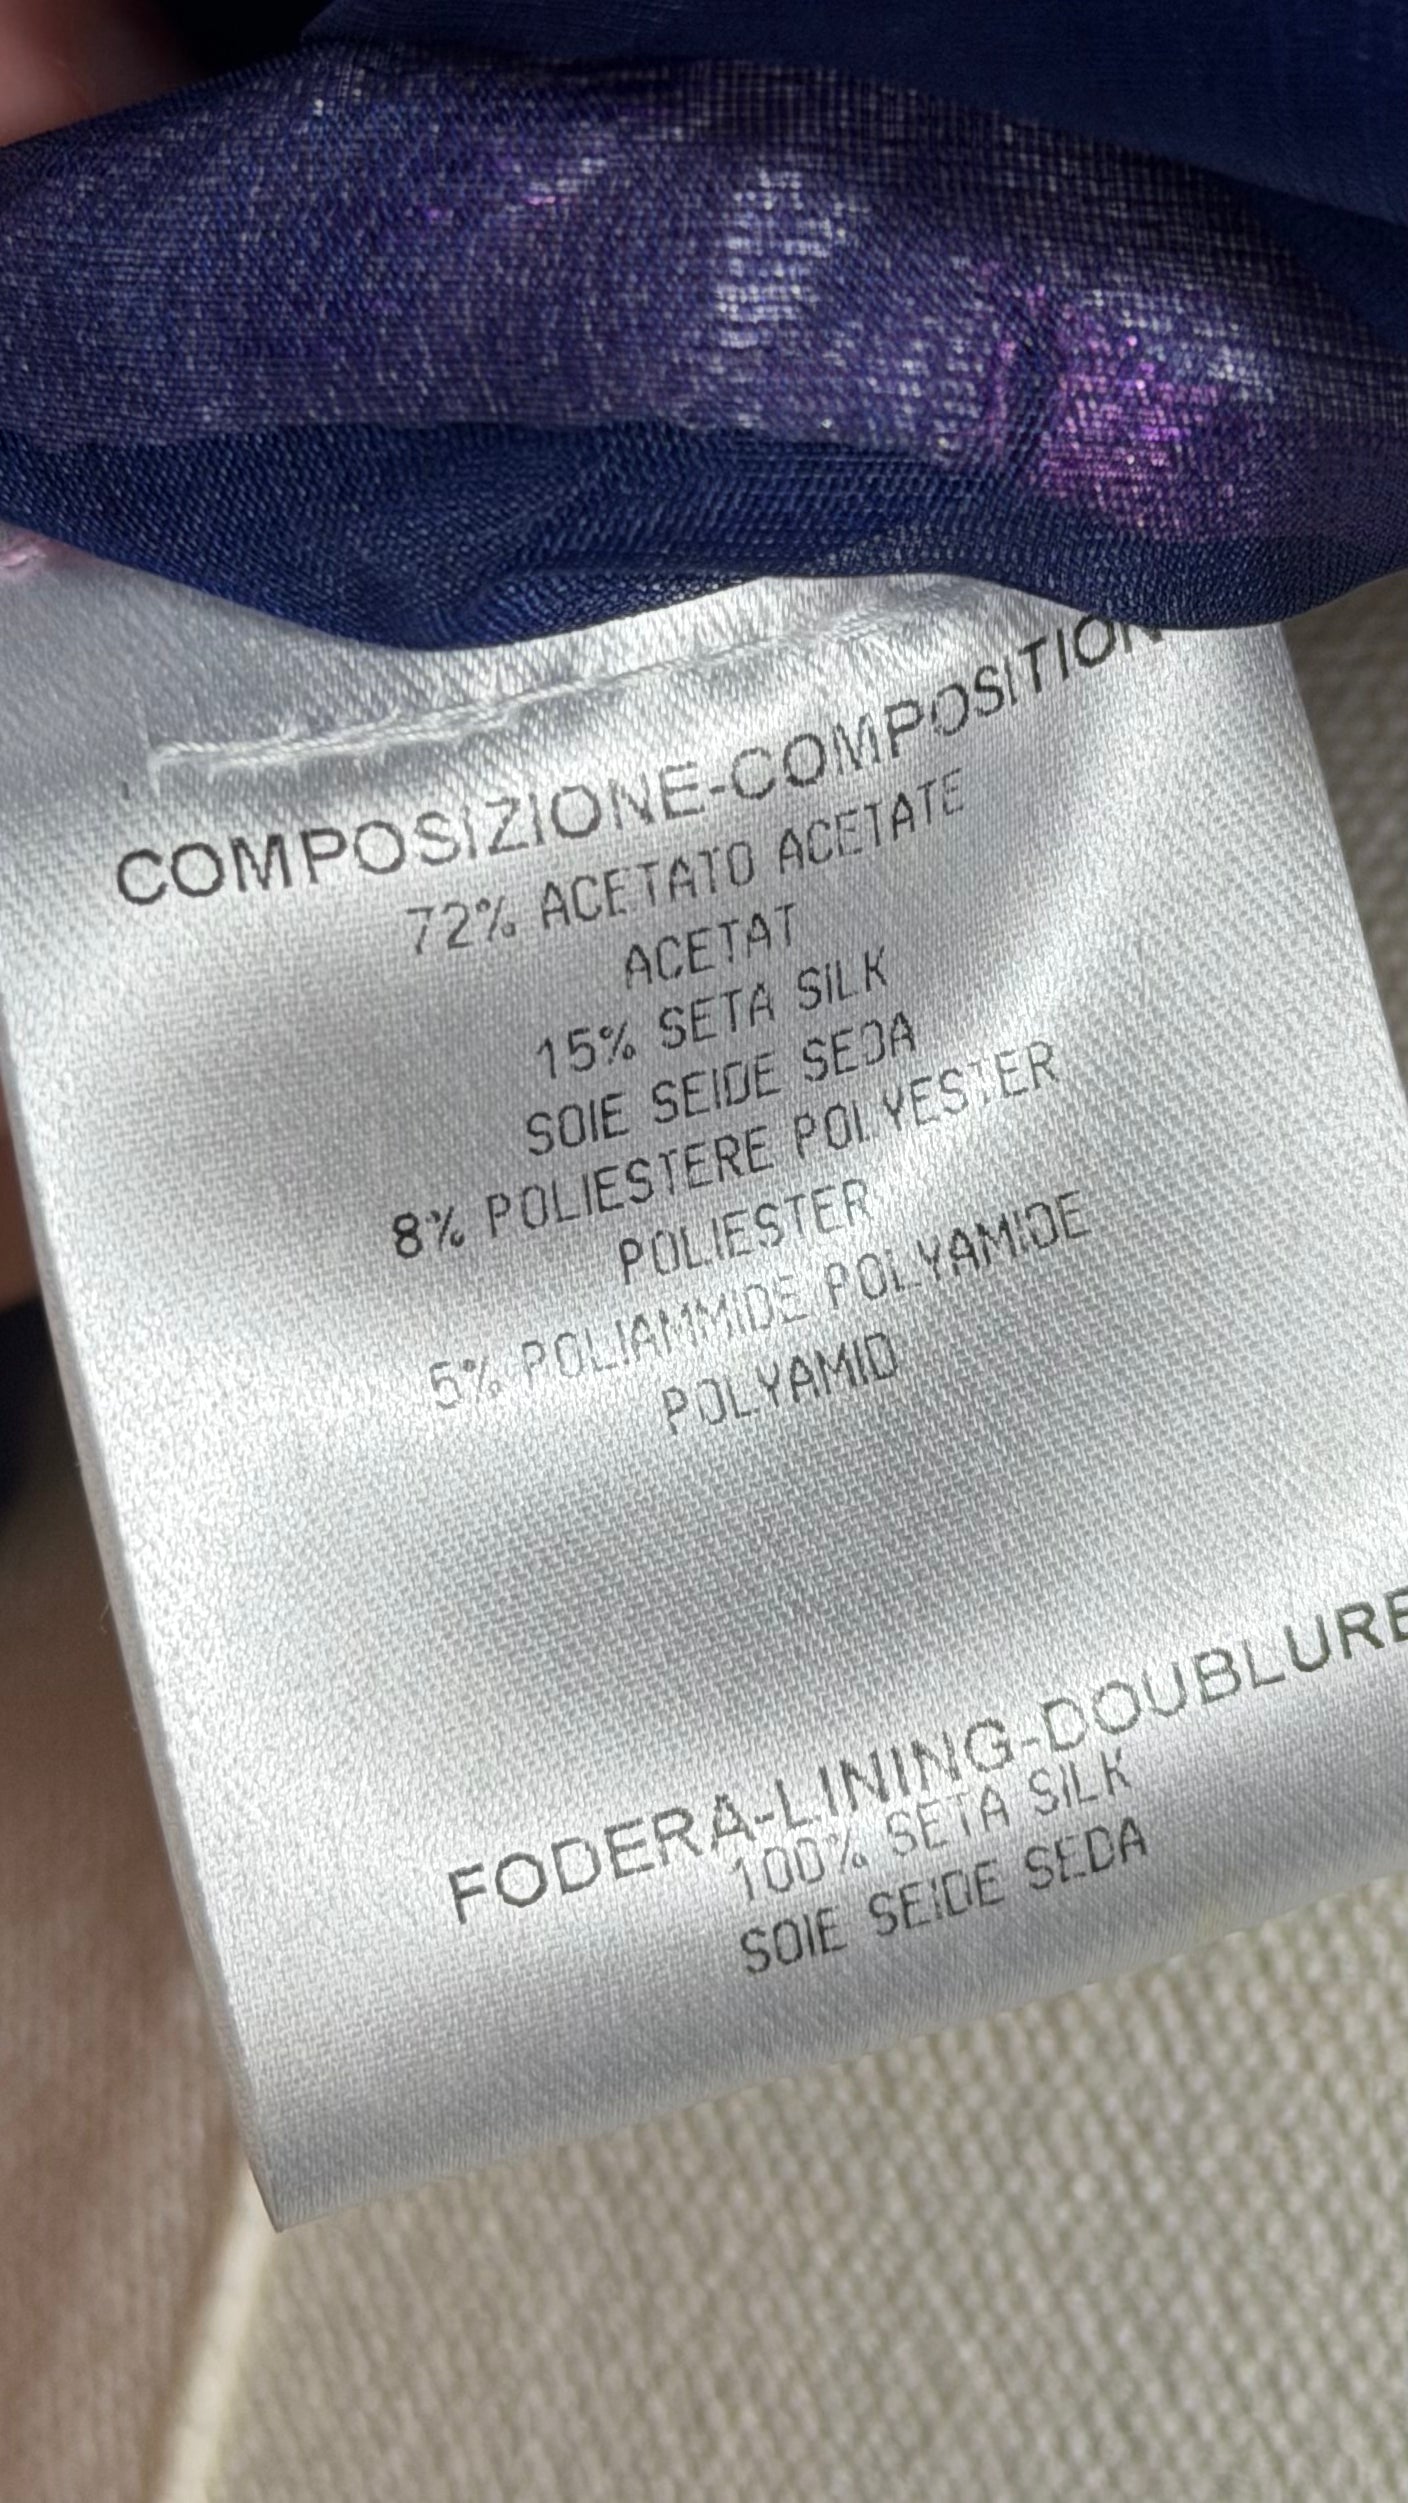 COMPOSIZIONE-COMPOSITION
72% ACETATO ACETATE
ACETAT
15% SETA SILK
SOIE SEIDE SEDA
8% POLIESTERE POLYESTER
POLIESTER
5% POLIAMMIDE POLYAMIDE
POLYAMID
FODERA-LINING-DOUBLURE
100% SETA SILK
SOIE SEIDE SEDA